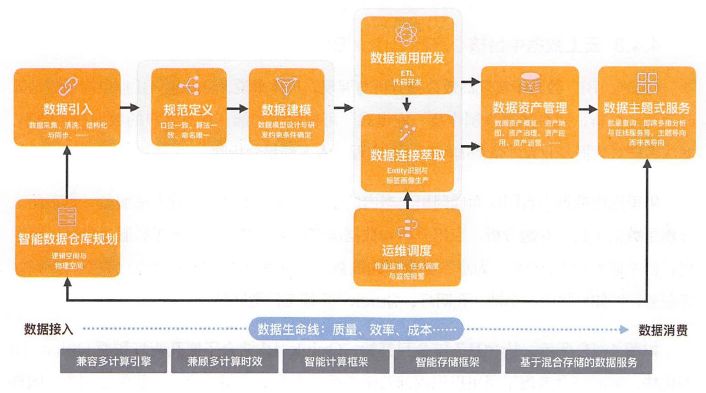 数据引入
数据采集、清洗、结构化
与同步，……
规范定义
口径一致、算法一
致、命名唯一
数据建模
数据模型设计与研
发约束条件确定
数据通用研发
ETL
代码开发
数据连接萃取
Entity识别与
标签画像生产
运维调度
作业运维、任务调度
与监控预警
数据资产管理
数据资产概览、资产地
图、资产治理、资产应
用、资产运营、……
数据主题式服务
批量查询、即席多维分析
与在线服务等，主题导向
而非表导向
智能数据仓库规划
逻辑空间与
物理空间
数据接入
数据生命线：质量、效率、成本……
数据消费
兼容多计算引擎
兼顾多计算时效
智能计算框架
智能存储框架
基于混合存储的数据服务